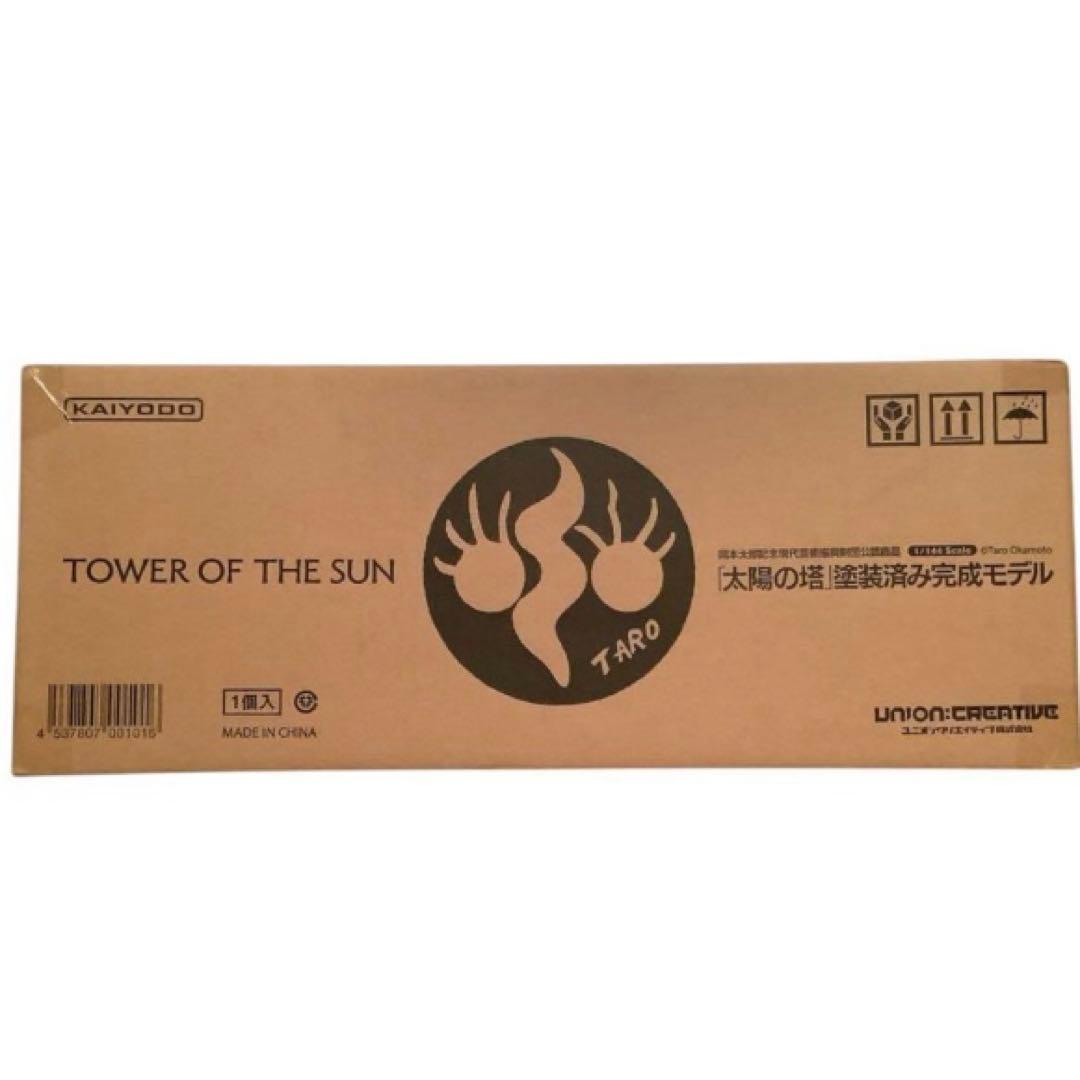 KAIYODO
TOWER OF THE SUN
TARO
岡本太郎記念現代芸術振興財団公認商品 1/144 Scale ©Taro Okamoto
「太陽の塔」塗装済み完成モデル
4 537807 001016
1個入
MADE IN CHINA
UNION:CREATIVE
ユニオンクリエイティブ株式会社